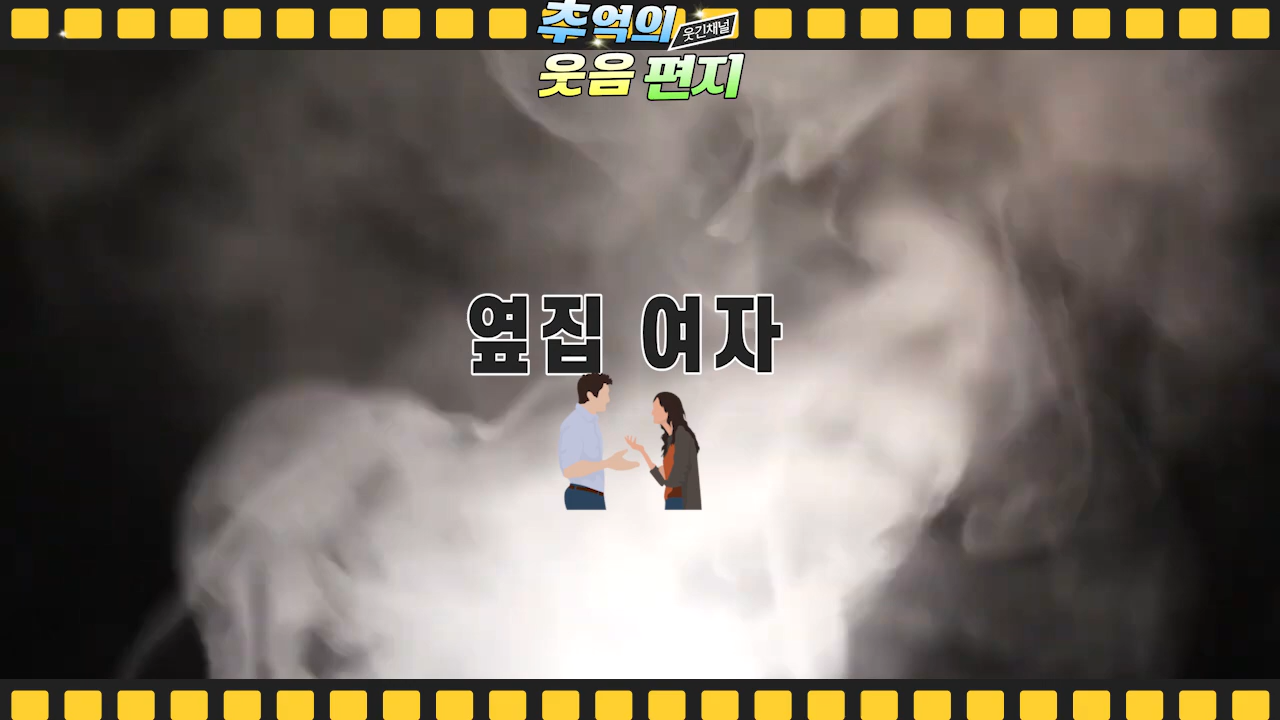 추억의
웃긴채널
웃음 편지
옆집 여자